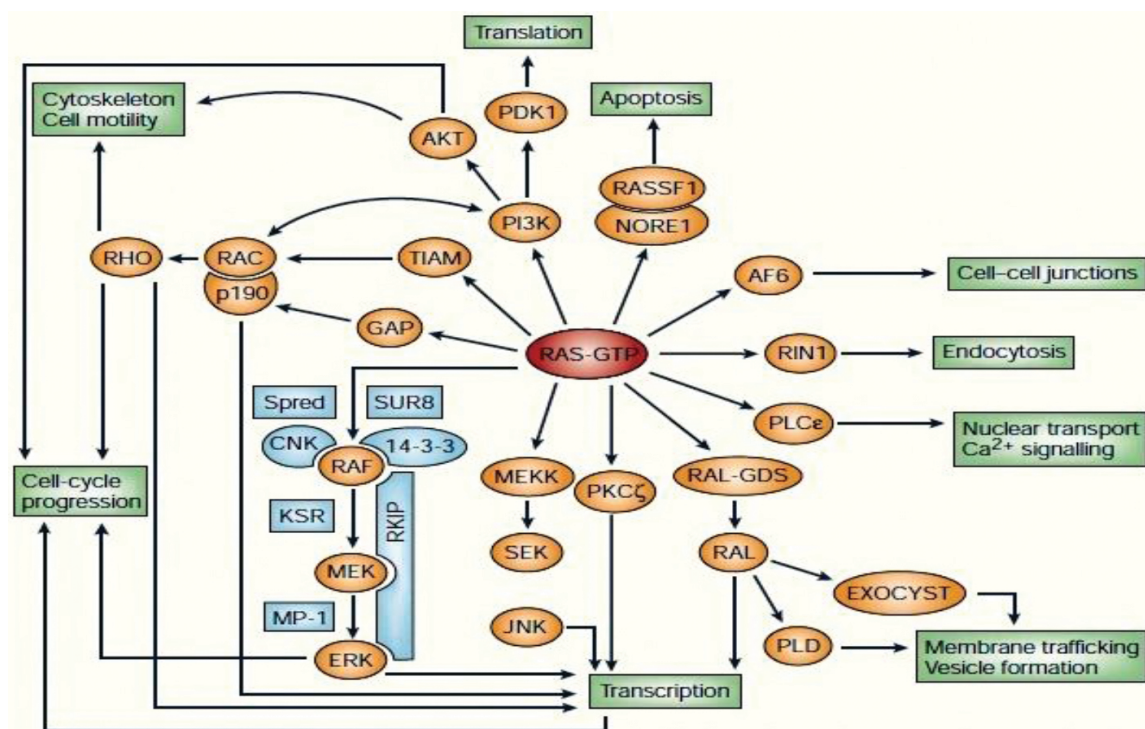 Translation
Cytoskeleton
Cell motility
PDK1
Apoptosis
AKT
RASSF1
NORE1
PI3K
RHO
RAC
TIAM
AF6
Cell–cell junctions
p190
GAP
RAS-GTP
RIN1
Endocytosis
Spred
SUR8
PLCε
Nuclear transport
Ca²⁺ signalling
CNK
14-3-3
RAF
MEKK
PKCζ
RAL-GDS
Cell-cycle
progression
KSR
RKIP
SEK
RAL
MEK
EXOCYST
MP-1
JNK
PLD
Membrane trafficking
Vesicle formation
ERK
Transcription